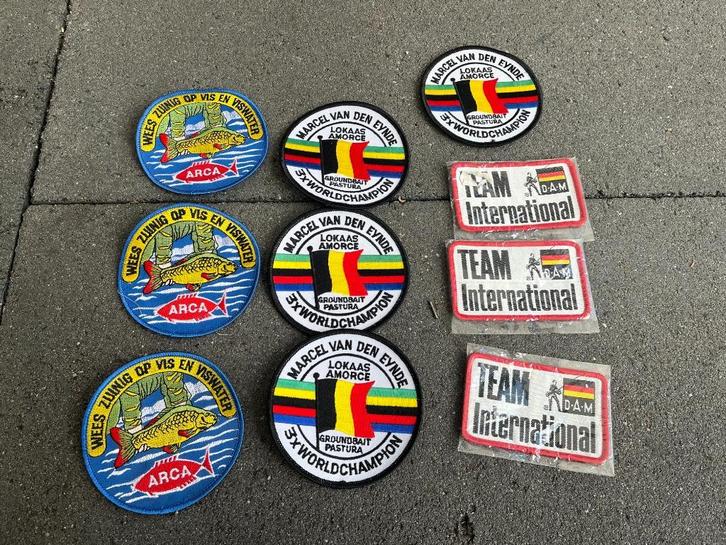 WEES ZUINIG OP VIS EN VISWATER
ARCA
WEES ZUINIG OP VIS EN VISWATER
ARCA
WEES ZUINIG OP VIS EN VISWATER
ARCA
MARCEL VAN DEN EYNDE
LOKAAS
AMORCE
GROUNDBAIT
PASTURA
3XWORLDCHAMPION
MARCEL VAN DEN EYNDE
LOKAAS
AMORCE
GROUNDBAIT
PASTURA
3XWORLDCHAMPION
MARCEL VAN DEN EYNDE
LOKAAS
AMORCE
GROUNDBAIT
PASTURA
3XWORLDCHAMPION
MARCEL VAN DEN EYNDE
LOKAAS
AMORCE
GROUNDBAIT
PASTURA
3XWORLDCHAMPION
TEAM
D·A·M
International
TEAM
D·A·M
International
TEAM
D·A·M
International